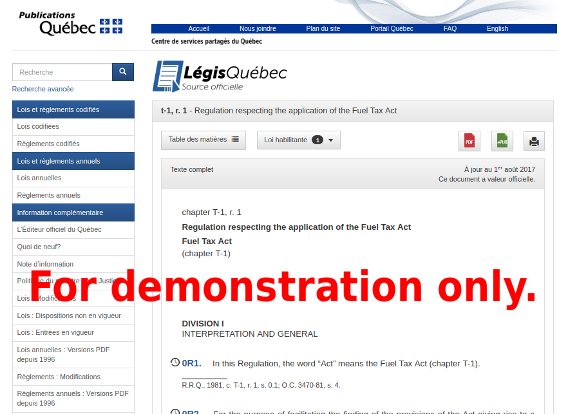 Publications
Québec
Accueil Nous joindre Plan du site Portail Québec FAQ English
Centre de services partagés du Québec
Recherche
Recherche avancée
LégisQuébec
Source officielle
Lois et règlements codifiés
Lois codifiées
Règlements codifiés
Lois et règlements annuels
Lois annuelles
Règlements annuels
Information complémentaire
L'Éditeur officiel du Québec
Quoi de neuf?
Note d'information
Politique du
Justi
Lois
Modific
Lois : Dispositions non en vigueur
Lois : Entrées en vigueur
Lois annuelles : Versions PDF
depuis 1996
Règlements : Modifications
Règlements annuels : Versions PDF
depuis 1996
t-1, r. 1 - Regulation respecting the application of the Fuel Tax Act
Table des matières Loi habilitante 1
PDF ePUB
Texte complet
À jour au 1er août 2017
Ce document a valeur officielle.
chapter T-1, r. 1
Regulation respecting the application of the Fuel Tax Act
Fuel Tax Act
(chapter T-1)
For demonstration only.
DIVISION I
INTERPRETATION AND GENERAL
0R1. In this Regulation, the word “Act” means the Fuel Tax Act (chapter T-1).
R.R.Q., 1981, c. T-1, r. 1, s. 0.1; O.C. 3470-81, s. 4.
0R2. For the purpose of facilitating the finding of the provisions of the Act giving rise to a